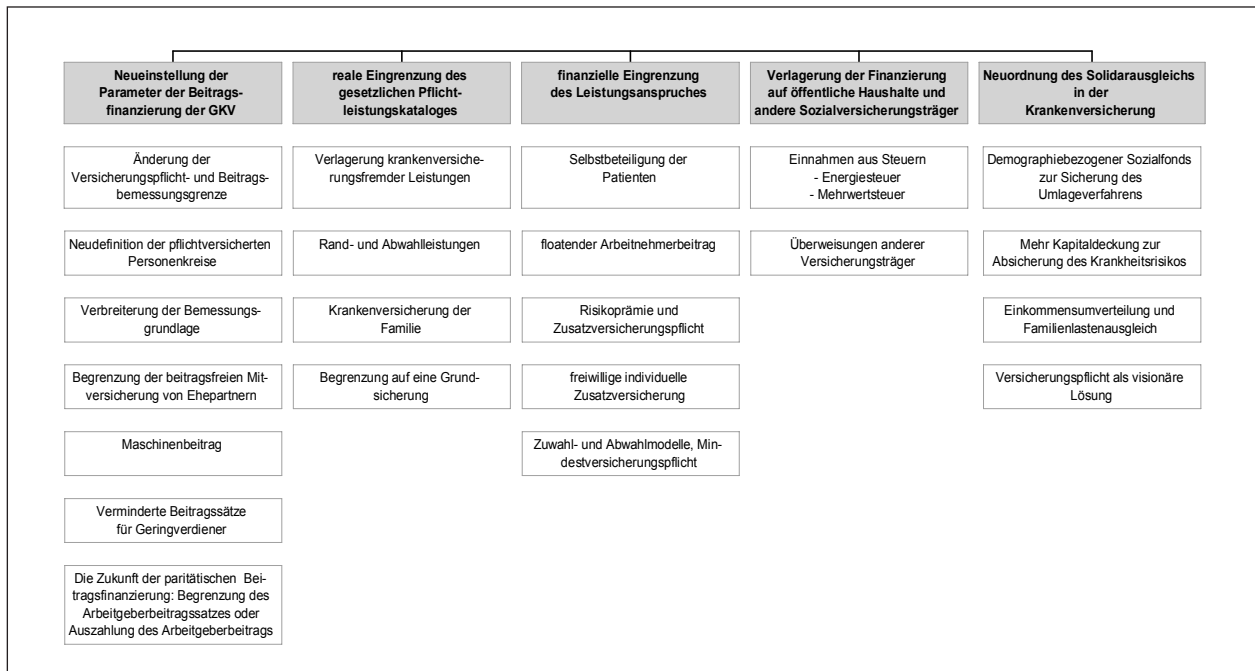 Neueinstellung der
Parameter der Beitrags-
finanzierung der GKV
Änderung der
Versicherungspflicht- und Beitrags-
bemessungsgrenze
Neudefinition der pflichtversicherten
Personenkreise
Verbreiterung der Bemessungs-
grundlage
Begrenzung der beitragsfreien Mit-
versicherung von Ehepartnern
Maschinenbeitrag
Verminderte Beitragssätze
für Geringverdiener
Die Zukunft der paritätischen Bei-
tragsfinanzierung: Begrenzung des
Arbeitgeberbeitragssatzes oder
Auszahlung des Arbeitgeberbeitrags
reale Eingrenzung des
gesetzlichen Pflicht-
leistungskataloges
Verlagerung krankenversiche-
rungsfremder Leistungen
Rand- und Abwahlleistungen
Krankenversicherung der
Familie
Begrenzung auf eine Grund-
sicherung
finanzielle Eingrenzung
des Leistungsanspruches
Selbstbeteiligung der
Patienten
floatender Arbeitnehmerbeitrag
Risikoprämie und
Zusatzversicherungspflicht
freiwillige individuelle
Zusatzversicherung
Zuwahl- und Abwahlmodelle, Min-
destversicherungspflicht
Verlagerung der Finanzierung
auf öffentliche Haushalte und
andere Sozialversicherungsträger
Einnahmen aus Steuern
- Energiesteuer
- Mehrwertsteuer
Überweisungen anderer
Versicherungsträger
Neuordnung des Solidarausgleichs
in der
Krankenversicherung
Demographiebezogener Sozialfonds
zur Sicherung des
Umlageverfahrens
Mehr Kapitaldeckung zur
Absicherung des Krankheitsrisikos
Einkommensumverteilung und
Familienlastenausgleich
Versicherungspflicht als visionäre
Lösung